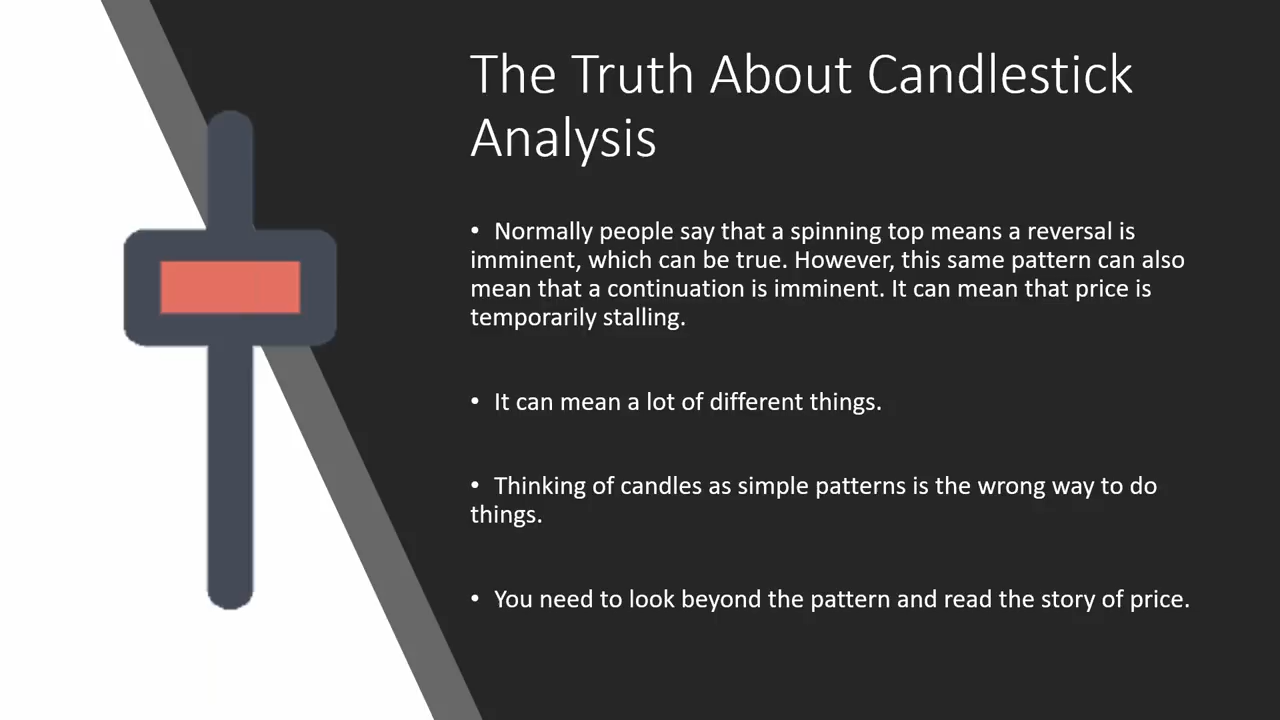 The Truth About Candlestick
Analysis
• Normally people say that a spinning top means a reversal is
imminent, which can be true. However, this same pattern can also
mean that a continuation is imminent. It can mean that price is
temporarily stalling.
• It can mean a lot of different things.
• Thinking of candles as simple patterns is the wrong way to do
things.
• You need to look beyond the pattern and read the story of price.